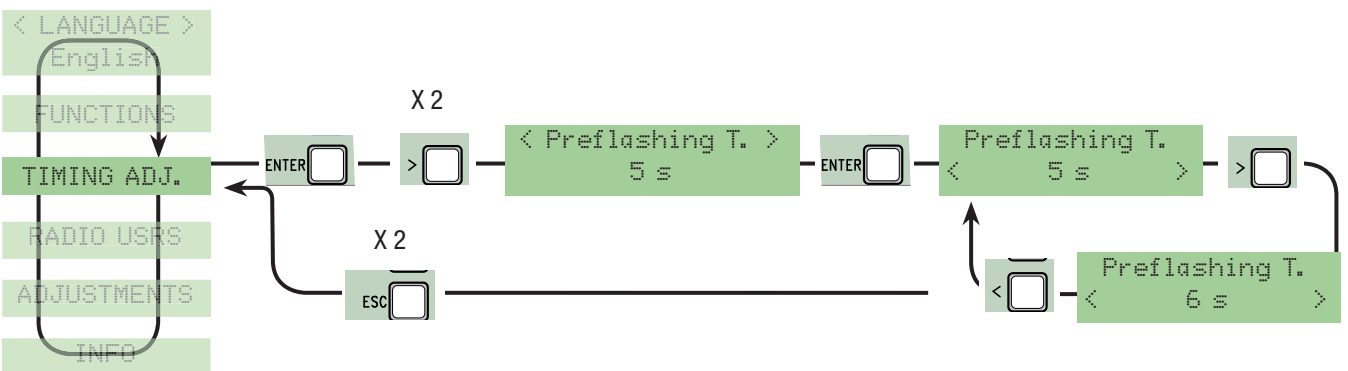 < LANGUAGE >
English
FUNCTIONS
TIMING ADJ.
RADIO USRS
ADJUSTMENTS
INFO
ENTER
X 2
>
< Preflashing T. >
5 s
ENTER
Preflashing T.
< 5 s >
>
Preflashing T.
< 6 s >
<
X 2
ESC